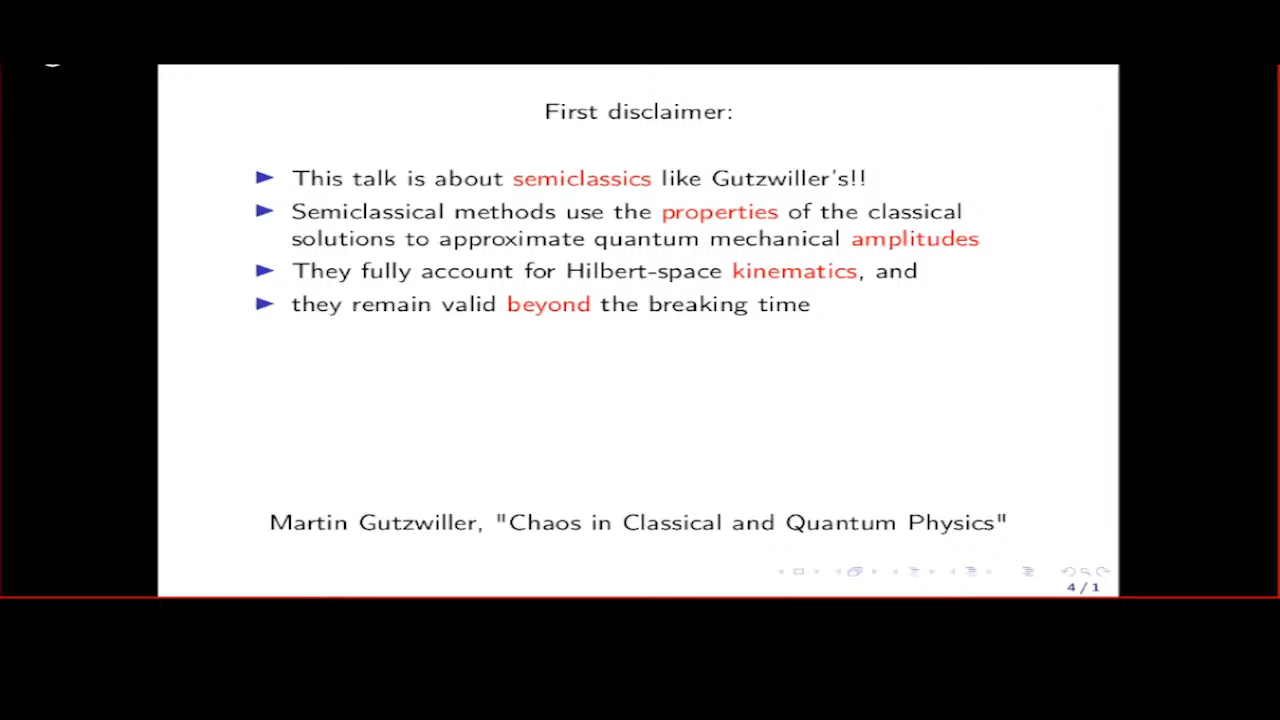 First disclaimer:
This talk is about semiclassics like Gutzwiller's!!
Semiclassical methods use the properties of the classical
solutions to approximate quantum mechanical amplitudes
They fully account for Hilbert-space kinematics, and
they remain valid beyond the breaking time
Martin Gutzwiller, "Chaos in Classical and Quantum Physics"
4 / 1